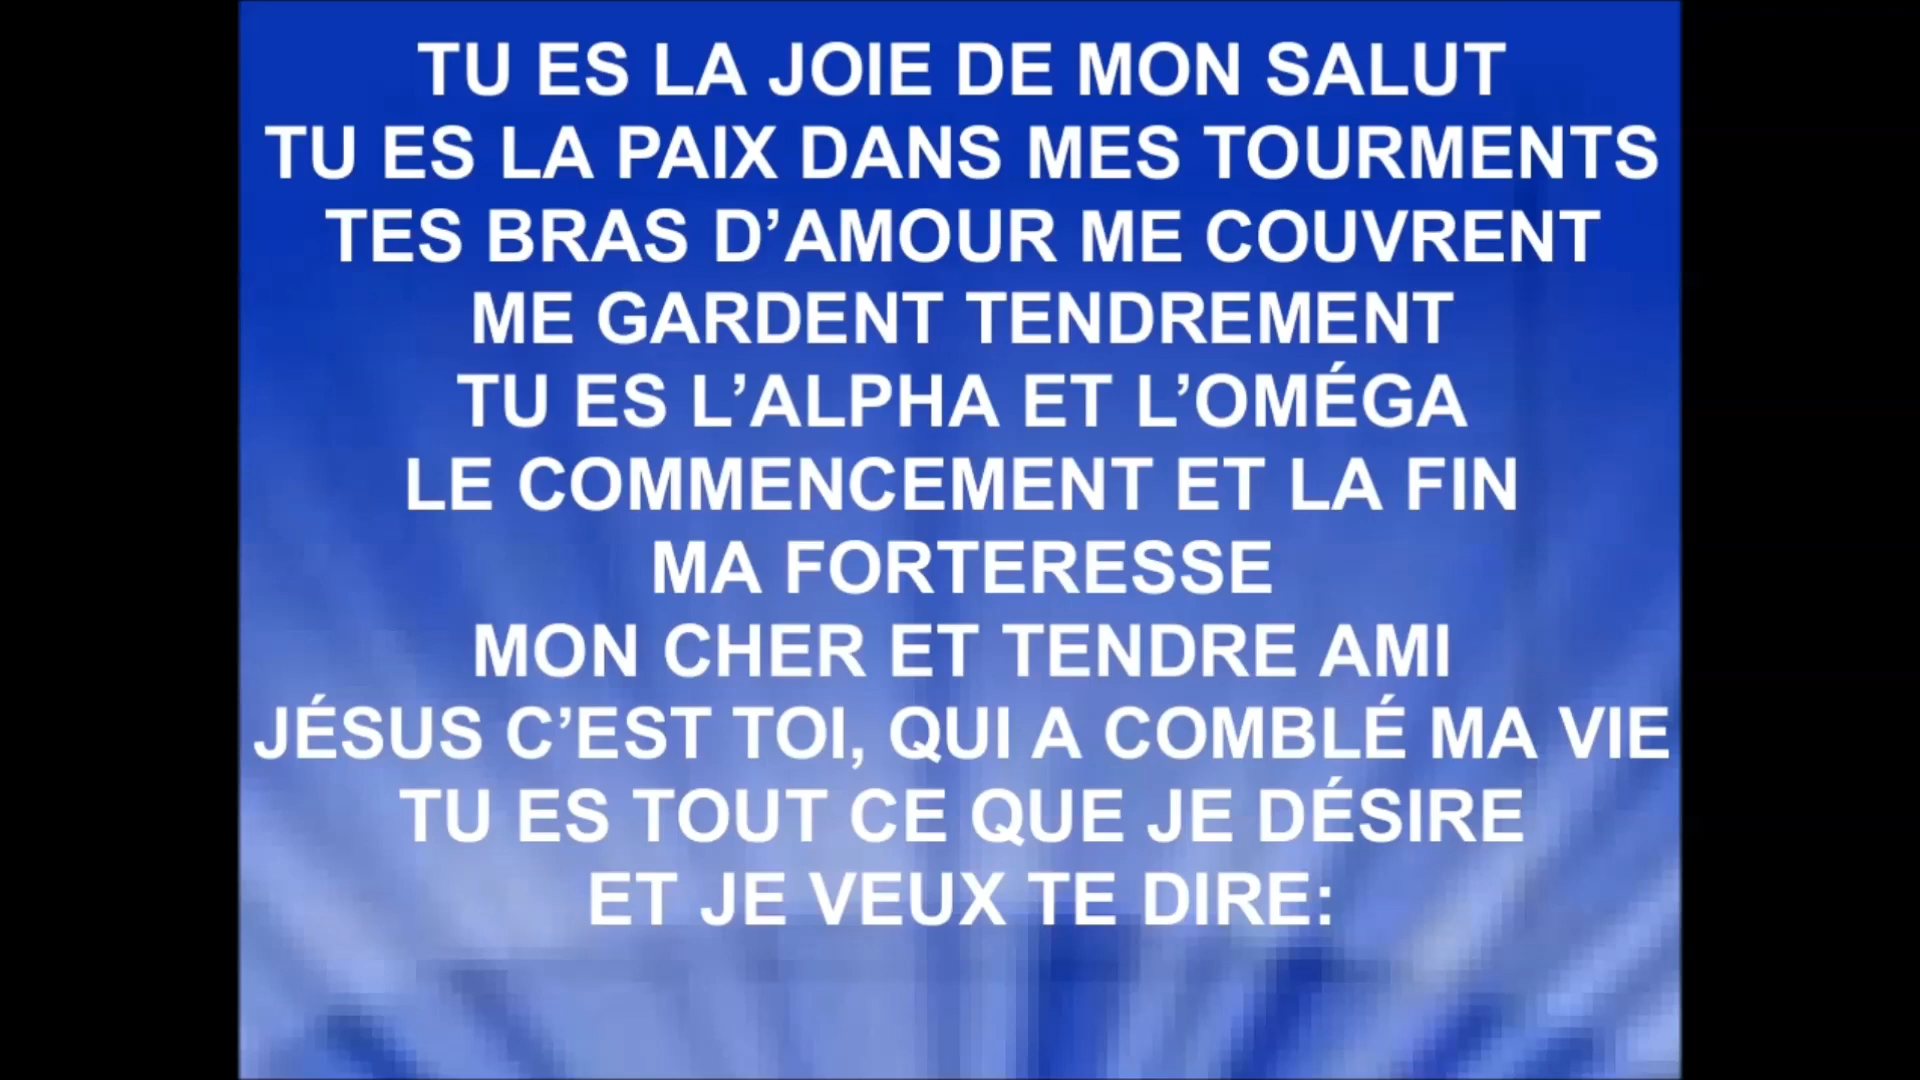 TU ES LA JOIE DE MON SALUT
TU ES LA PAIX DANS MES TOURMENTS
TES BRAS D’AMOUR ME COUVRENT
ME GARDENT TENDREMENT
TU ES L’ALPHA ET L’OMÉGA
LE COMMENCEMENT ET LA FIN
MA FORTERESSE
MON CHER ET TENDRE AMI
JÉSUS C’EST TOI, QUI A COMBLÉ MA VIE
TU ES TOUT CE QUE JE DÉSIRE
ET JE VEUX TE DIRE: